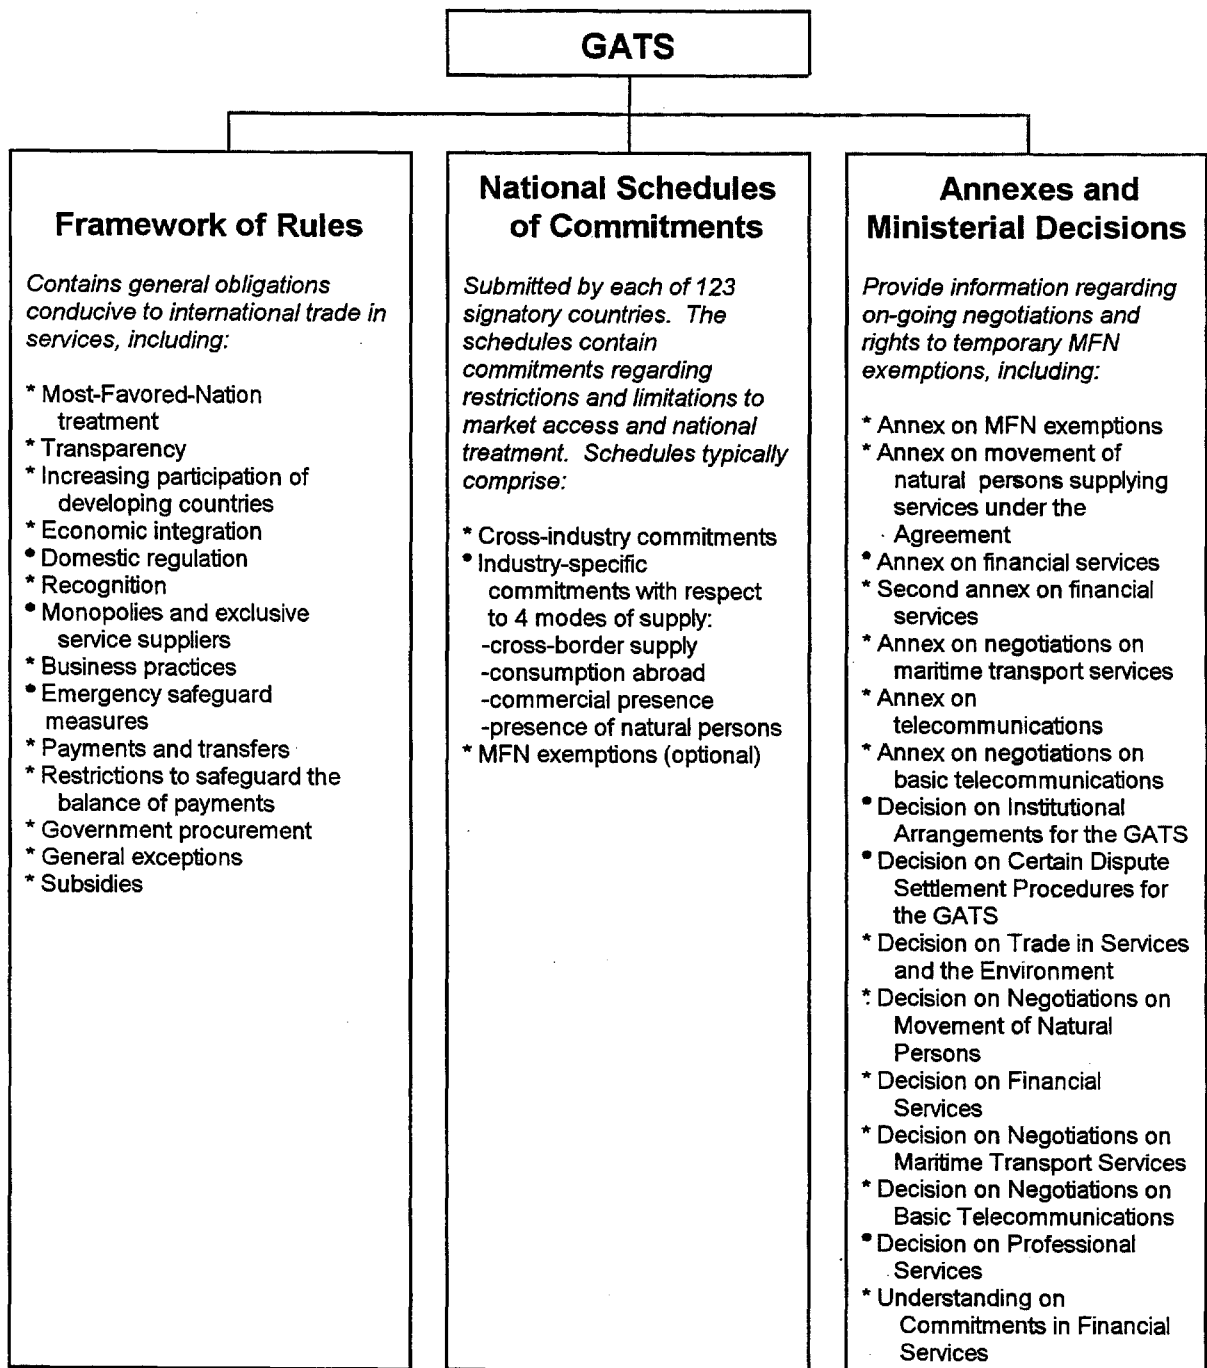 GATS
Framework of Rules
Contains general obligations
conducive to international trade in
services, including:
* Most-Favored-Nation
treatment
* Transparency
* Increasing participation of
developing countries
* Economic integration
• Domestic regulation
* Recognition
• Monopolies and exclusive
service suppliers
* Business practices
• Emergency safeguard
measures
* Payments and transfers
* Restrictions to safeguard the
balance of payments
* Government procurement
* General exceptions
* Subsidies
National Schedules
of Commitments
Submitted by each of 123
signatory countries. The
schedules contain
commitments regarding
restrictions and limitations to
market access and national
treatment. Schedules typically
comprise:
* Cross-industry commitments
• Industry-specific
commitments with respect
to 4 modes of supply:
-cross-border supply
-consumption abroad
-commercial presence
-presence of natural persons
* MFN exemptions (optional)
Annexes and
Ministerial Decisions
Provide information regarding
on-going negotiations and
rights to temporary MFN
exemptions, including:
* Annex on MFN exemptions
* Annex on movement of
natural persons supplying
services under the
Agreement
• Annex on financial services
* Second annex on financial
services
* Annex on negotiations on
maritime transport services
* Annex on
telecommunications
* Annex on negotiations on
basic telecommunications
• Decision on Institutional
Arrangements for the GATS
• Decision on Certain Dispute
Settlement Procedures for
the GATS
* Decision on Trade in Services
and the Environment
* Decision on Negotiations on
Movement of Natural
Persons
* Decision on Financial
Services
* Decision on Negotiations on
Maritime Transport Services
* Decision on Negotiations on
Basic Telecommunications
• Decision on Professional
Services
* Understanding on
Commitments in Financial
Services